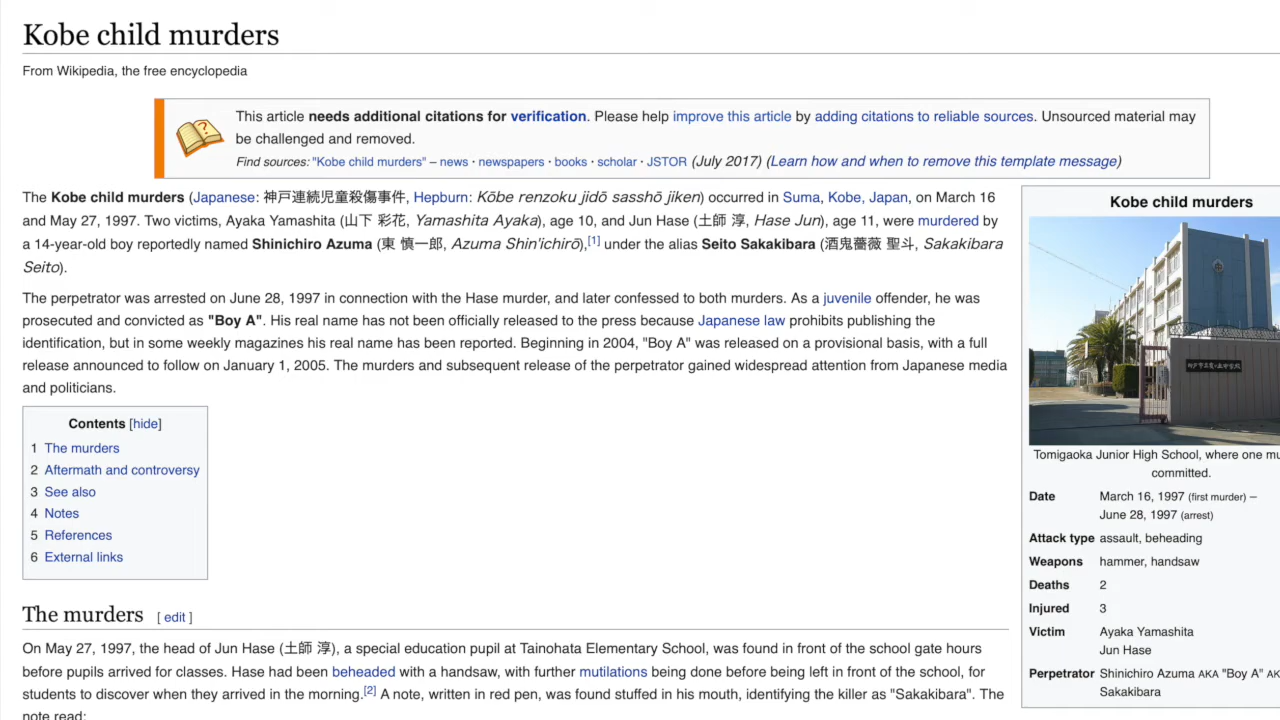 Kobe child murders
From Wikipedia, the free encyclopedia
This article needs additional citations for verification. Please help improve this article by adding citations to reliable sources. Unsourced material may
be challenged and removed.
Find sources: "Kobe child murders" – news · newspapers · books · scholar · JSTOR (July 2017) (Learn how and when to remove this template message)
The Kobe child murders (Japanese: 神戸連続児童殺傷事件, Hepburn: Kōbe renzoku jidō sasshō jiken) occurred in Suma, Kobe, Japan, on March 16
and May 27, 1997. Two victims, Ayaka Yamashita (山下 彩花, Yamashita Ayaka), age 10, and Jun Hase (土師 淳, Hase Jun), age 11, were murdered by
a 14-year-old boy reportedly named Shinichiro Azuma (東 慎一郎, Azuma Shin'ichirō),[1] under the alias Seito Sakakibara (酒鬼薔薇 聖斗, Sakakibara
Seito).
The perpetrator was arrested on June 28, 1997 in connection with the Hase murder, and later confessed to both murders. As a juvenile offender, he was
prosecuted and convicted as "Boy A". His real name has not been officially released to the press because Japanese law prohibits publishing the
identification, but in some weekly magazines his real name has been reported. Beginning in 2004, "Boy A" was released on a provisional basis, with a full
release announced to follow on January 1, 2005. The murders and subsequent release of the perpetrator gained widespread attention from Japanese media
and politicians.
Contents [hide]
1 The murders
2 Aftermath and controversy
3 See also
4 Notes
5 References
6 External links
The murders [ edit ]
On May 27, 1997, the head of Jun Hase (土師 淳), a special education pupil at Tainohata Elementary School, was found in front of the school gate hours
before pupils arrived for classes. Hase had been beheaded with a handsaw, with further mutilations being done before being left in front of the school, for
students to discover when they arrived in the morning.[2] A note, written in red pen, was found stuffed in his mouth, identifying the killer as "Sakakibara". The
note read:
Kobe child murders
Tomigaoka Junior High School, where one mu
committed.
Date March 16, 1997 (first murder) –
June 28, 1997 (arrest)
Attack type assault, beheading
Weapons hammer, handsaw
Deaths 2
Injured 3
Victim Ayaka Yamashita
Jun Hase
Perpetrator Shinichiro Azuma AKA "Boy A" AK
Sakakibara